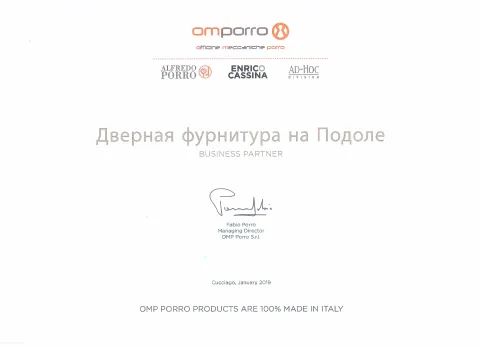 omporro
officine meccaniche porro
ALFREDO PORRO
ENRICO CASSINA
AD-HOC DIVISION
Дверная фурнитура на Подоле
BUSINESS PARTNER
Fabio Porro
Managing Director
OMP Porro S.r.l.
Cucciago, January 2019
OMP PORRO PRODUCTS ARE 100% MADE IN ITALY